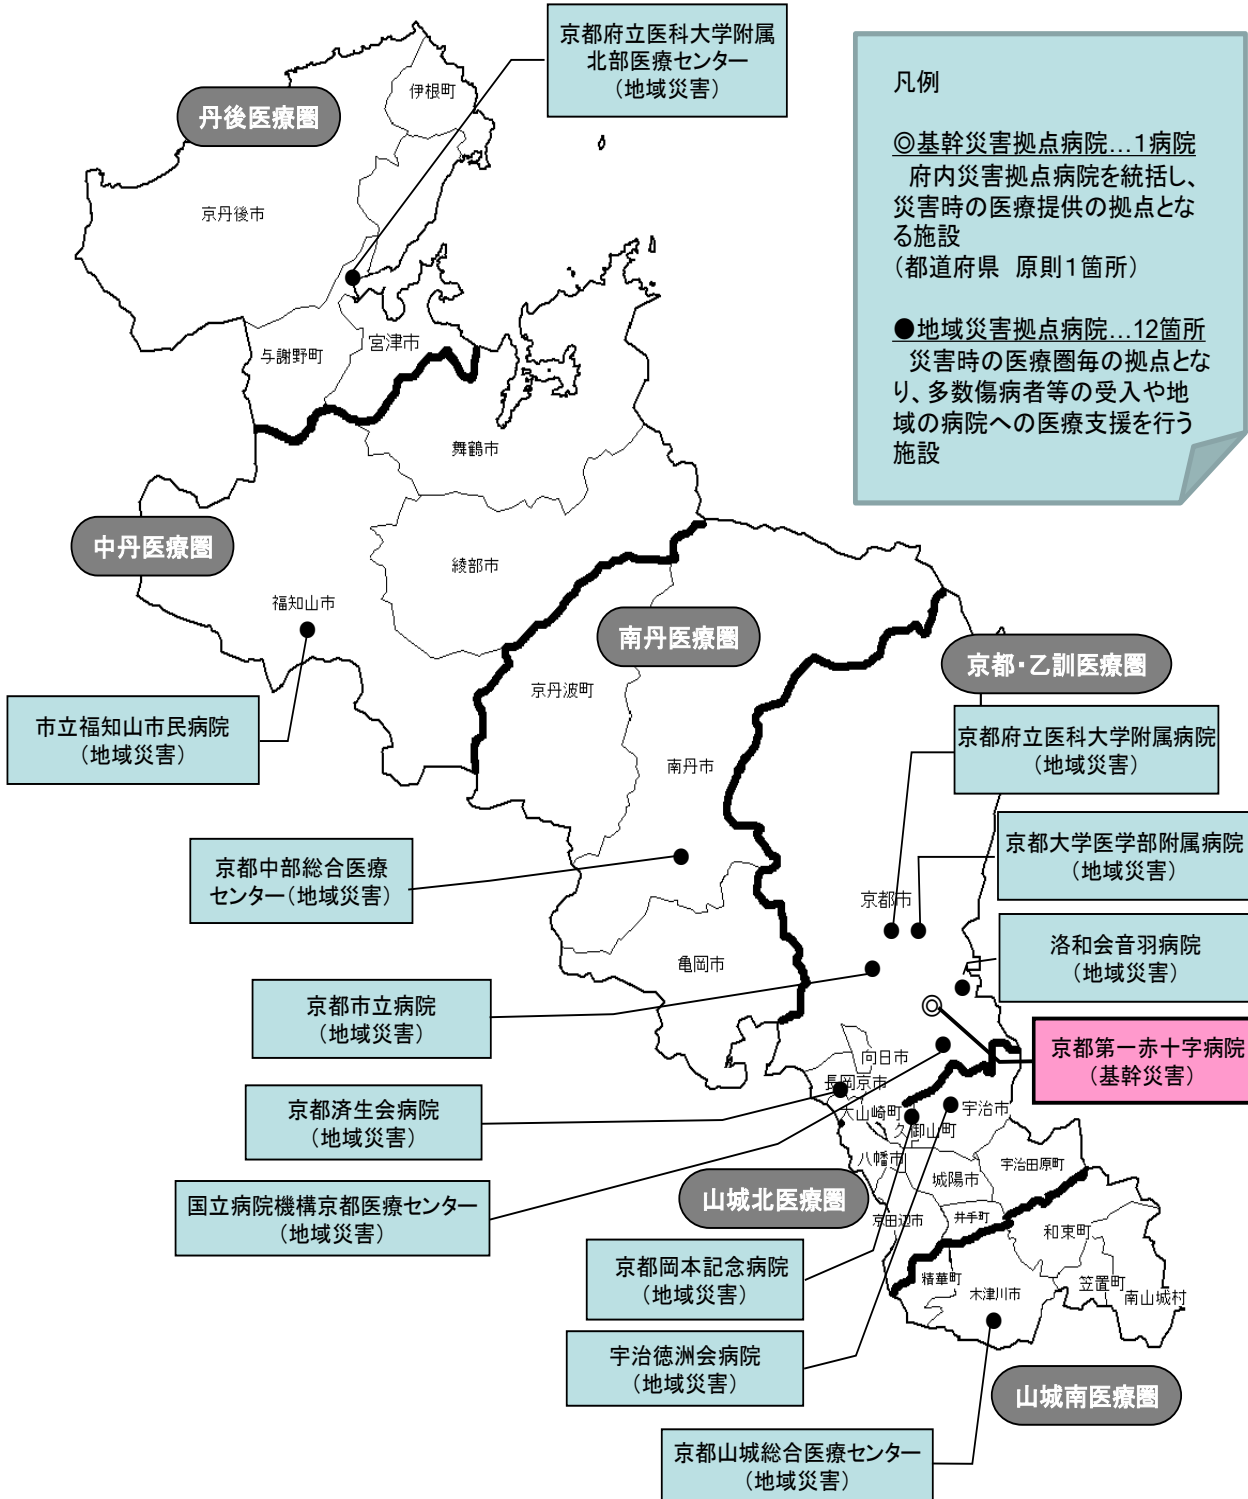 京都府立医科大学附属
北部医療センター
（地域災害）
凡例
◎基幹災害拠点病院…1病院
府内災害拠点病院を統括し、
災害時の医療提供の拠点とな
る施設
（都道府県 原則1箇所）
●地域災害拠点病院…12箇所
災害時の医療圏毎の拠点とな
り、多数傷病者等の受入や地
域の病院への医療支援を行う
施設
丹後医療圏
伊根町
京丹後市
与謝野町
宮津市
舞鶴市
中丹医療圏
綾部市
福知山市
南丹医療圏
京都・乙訓医療圏
京丹波町
市立福知山市民病院
（地域災害）
京都府立医科大学附属病院
（地域災害）
南丹市
京都大学医学部附属病院
（地域災害）
京都中部総合医療
センター（地域災害）
京都市
洛和会音羽病院
（地域災害）
亀岡市
京都市立病院
（地域災害）
京都第一赤十字病院
（基幹災害）
向日市
長岡京市
大山崎町
宇治市
久御山町
京都済生会病院
（地域災害）
八幡市
宇治田原町
城陽市
山城北医療圏
国立病院機構京都医療センター
（地域災害）
京田辺市
井手町
和束町
京都岡本記念病院
（地域災害）
精華町
木津川市
笠置町
南山城村
宇治徳洲会病院
（地域災害）
山城南医療圏
京都山城総合医療センター
（地域災害）